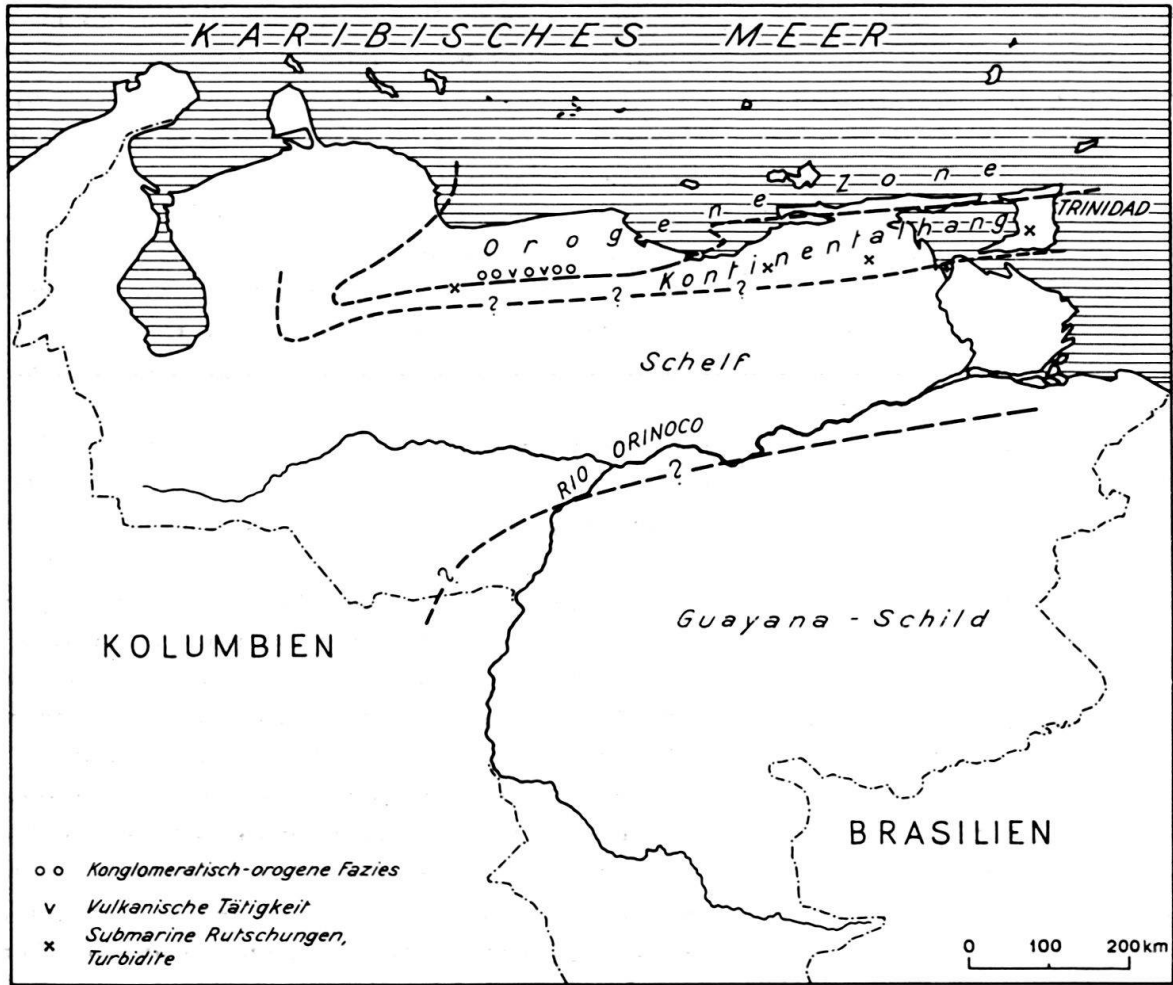 KARIBISCHES MEER
Orogene Zone
TRINIDAD
Kontinentalhang
oovovoo
? ? ?
Schelf
RIO ORINOCO
?
?
Guayana - Schild
KOLUMBIEN
BRASILIEN
o o Konglomeratisch-orogene Fazies
v Vulkanische Tätigkeit
x Submarine Rutschungen,
Turbidite
0 100 200 km